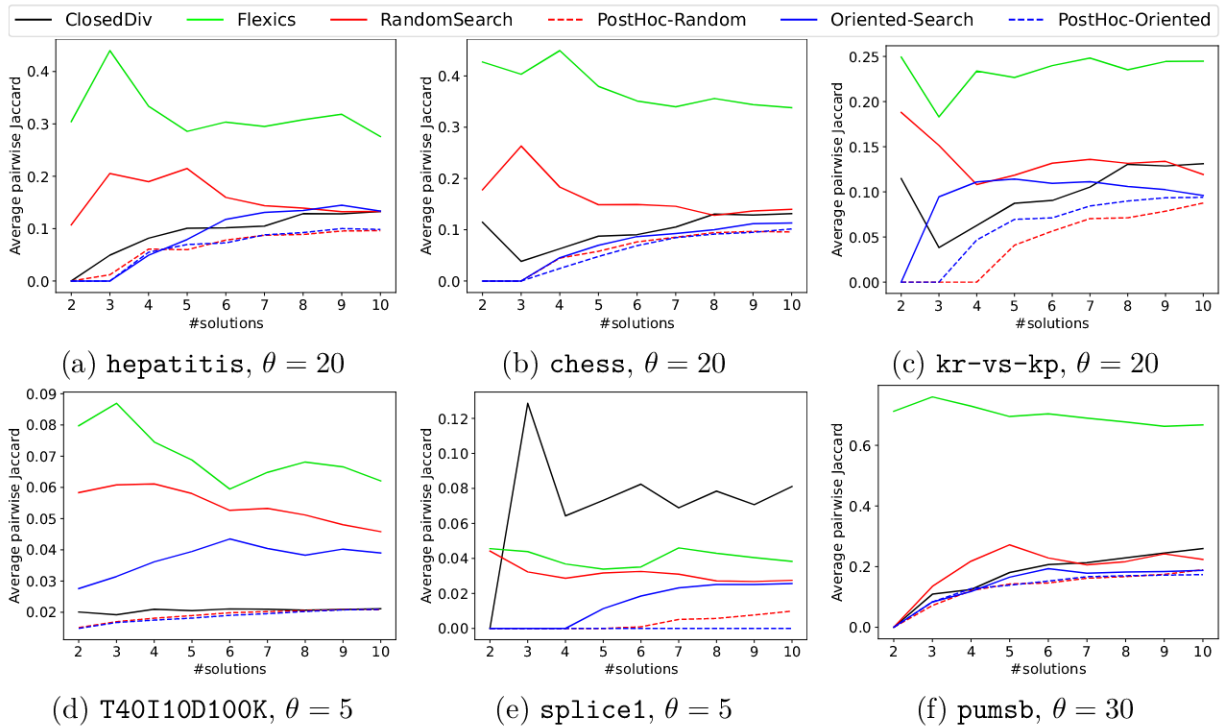 ClosedDiv Flexics RandomSearch PostHoc-Random Oriented-Search PostHoc-Oriented
Average pairwise Jaccard
0.4
0.3
0.2
0.1
0.0
2 3 4 5 6 7 8 9 10
#solutions
(a) hepatitis, θ = 20
Average pairwise Jaccard
0.4
0.3
0.2
0.1
0.0
2 3 4 5 6 7 8 9 10
#solutions
(b) chess, θ = 20
Average pairwise Jaccard
0.25
0.20
0.15
0.10
0.05
0.00
2 3 4 5 6 7 8 9 10
#solutions
(c) kr-vs-kp, θ = 20
Average pairwise Jaccard
0.09
0.08
0.07
0.06
0.05
0.04
0.03
0.02
2 3 4 5 6 7 8 9 10
#solutions
(d) T40I10D100K, θ = 5
Average pairwise Jaccard
0.12
0.10
0.08
0.06
0.04
0.02
0.00
2 3 4 5 6 7 8 9 10
#solutions
(e) splice1, θ = 5
Average pairwise Jaccard
0.6
0.4
0.2
0.0
2 3 4 5 6 7 8 9 10
#solutions
(f) pumsb, θ = 30